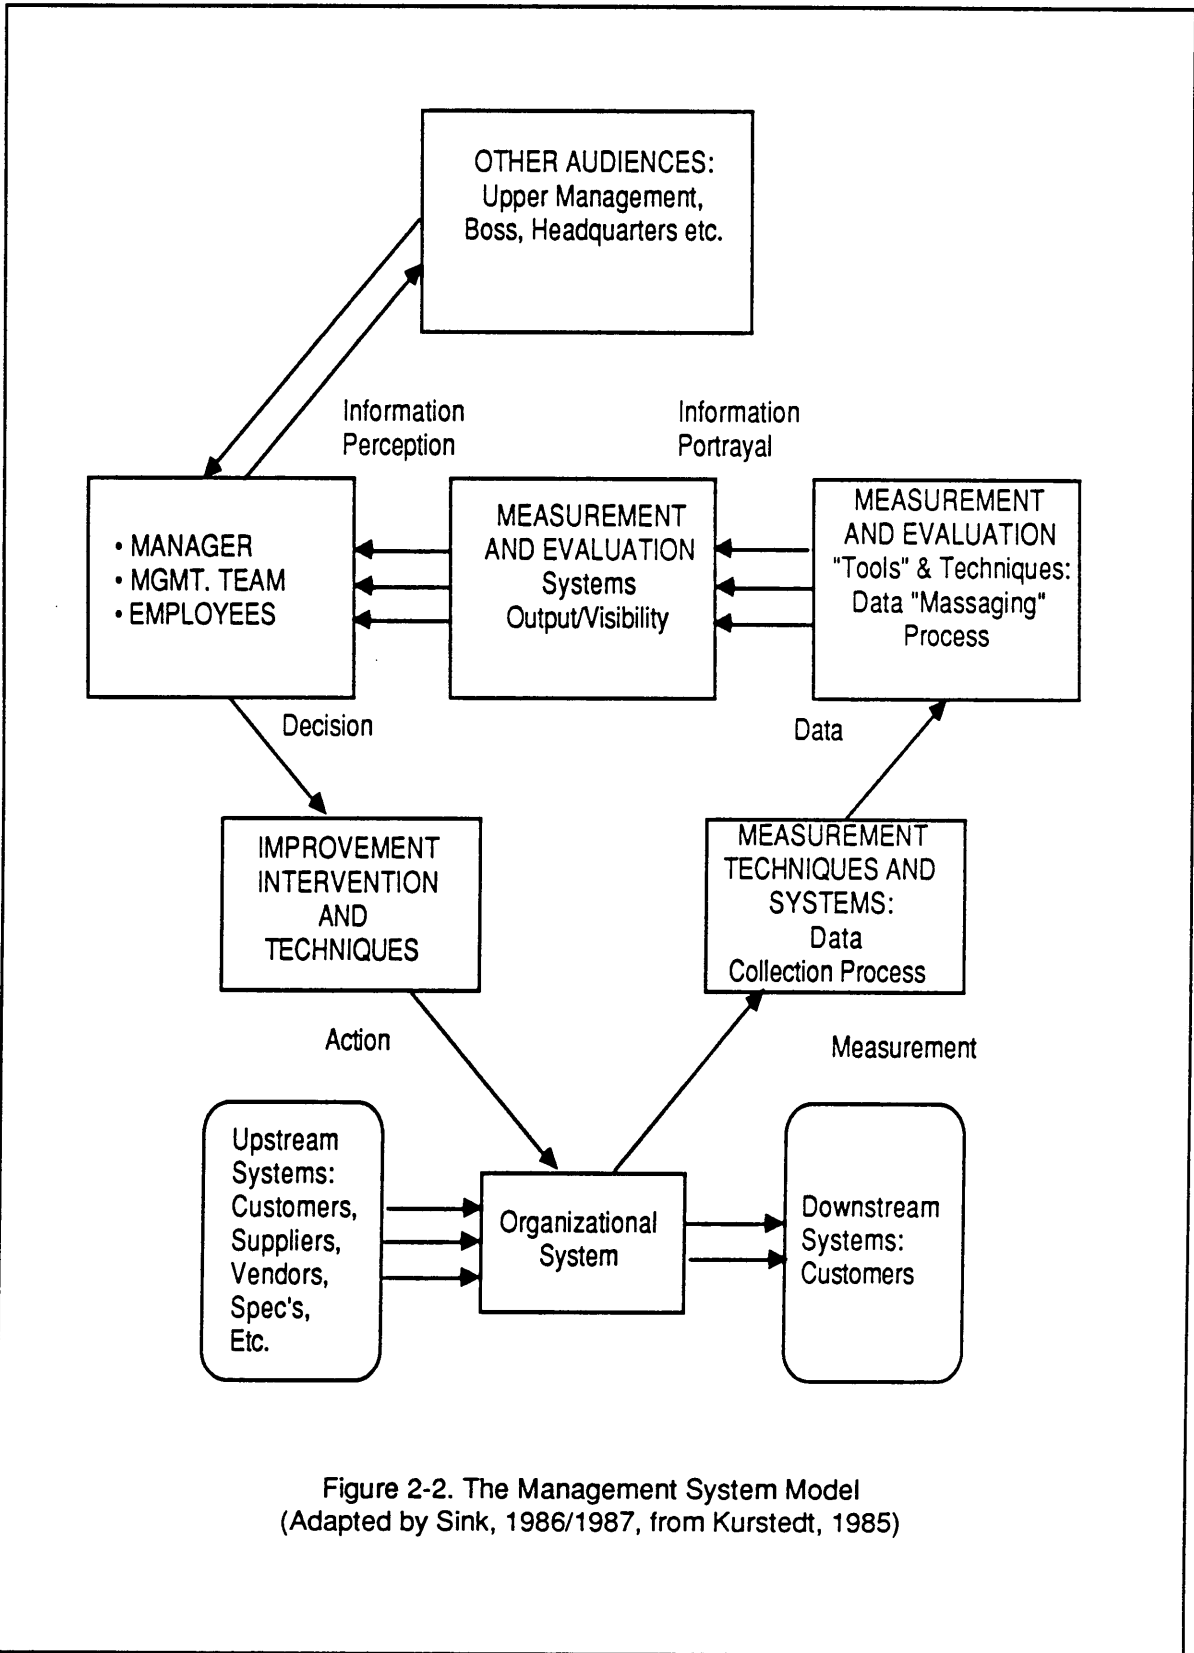 OTHER AUDIENCES:
Upper Management,
Boss, Headquarters etc.
Information
Perception
Information
Portrayal
• MANAGER
• MGMT. TEAM
• EMPLOYEES
MEASUREMENT
AND EVALUATION
Systems
Output/Visibility
MEASUREMENT
AND EVALUATION
"Tools" & Techniques:
Data "Massaging"
Process
Decision
Data
IMPROVEMENT
INTERVENTION
AND
TECHNIQUES
MEASUREMENT
TECHNIQUES AND
SYSTEMS:
Data
Collection Process
Action
Measurement
Upstream
Systems:
Customers,
Suppliers,
Vendors,
Spec's,
Etc.
Organizational
System
Downstream
Systems:
Customers
Figure 2-2. The Management System Model
(Adapted by Sink, 1986/1987, from Kurstedt, 1985)